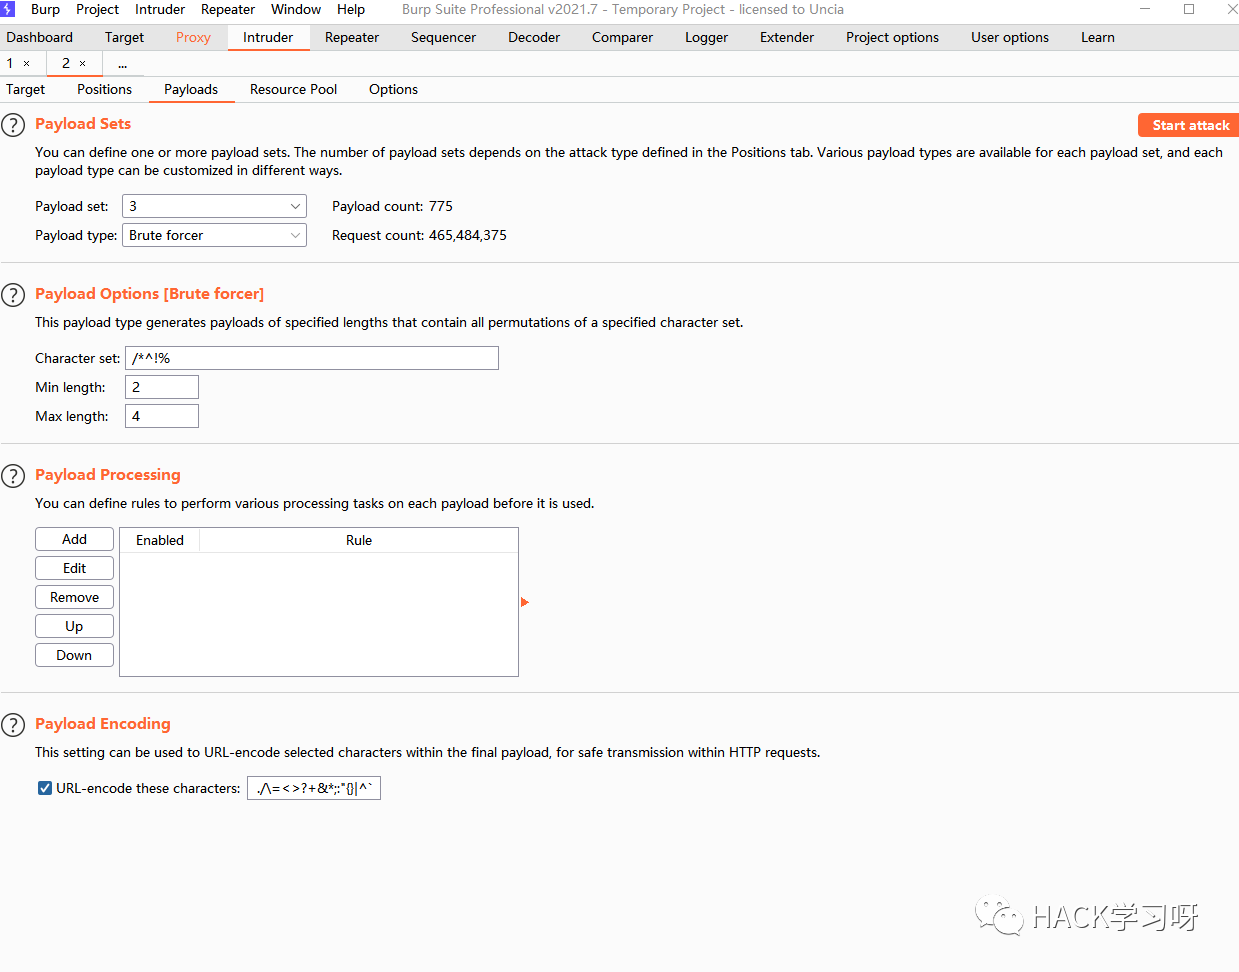 Burp Project Intruder Repeater Window Help Burp Suite Professional v2021.7 - Temporary Project - licensed to Uncia
Dashboard Target Proxy Intruder Repeater Sequencer Decoder Comparer Logger Extender Project options User options Learn
1 × 2 × ...
Target Positions Payloads Resource Pool Options
? Payload Sets
Start attack
You can define one or more payload sets. The number of payload sets depends on the attack type defined in the Positions tab. Various payload types are available for each payload set, and each
payload type can be customized in different ways.
Payload set: 3 Payload count: 775
Payload type: Brute forcer Request count: 465,484,375
? Payload Options [Brute forcer]
This payload type generates payloads of specified lengths that contain all permutations of a specified character set.
Character set: /*^!%
Min length: 2
Max length: 4
? Payload Processing
You can define rules to perform various processing tasks on each payload before it is used.
Add Enabled Rule
Edit
Remove
Up
Down
? Payload Encoding
This setting can be used to URL-encode selected characters within the final payload, for safe transmission within HTTP requests.
URL-encode these characters: ./\=<>?+&*;:"{}|^`
HACK学习呀